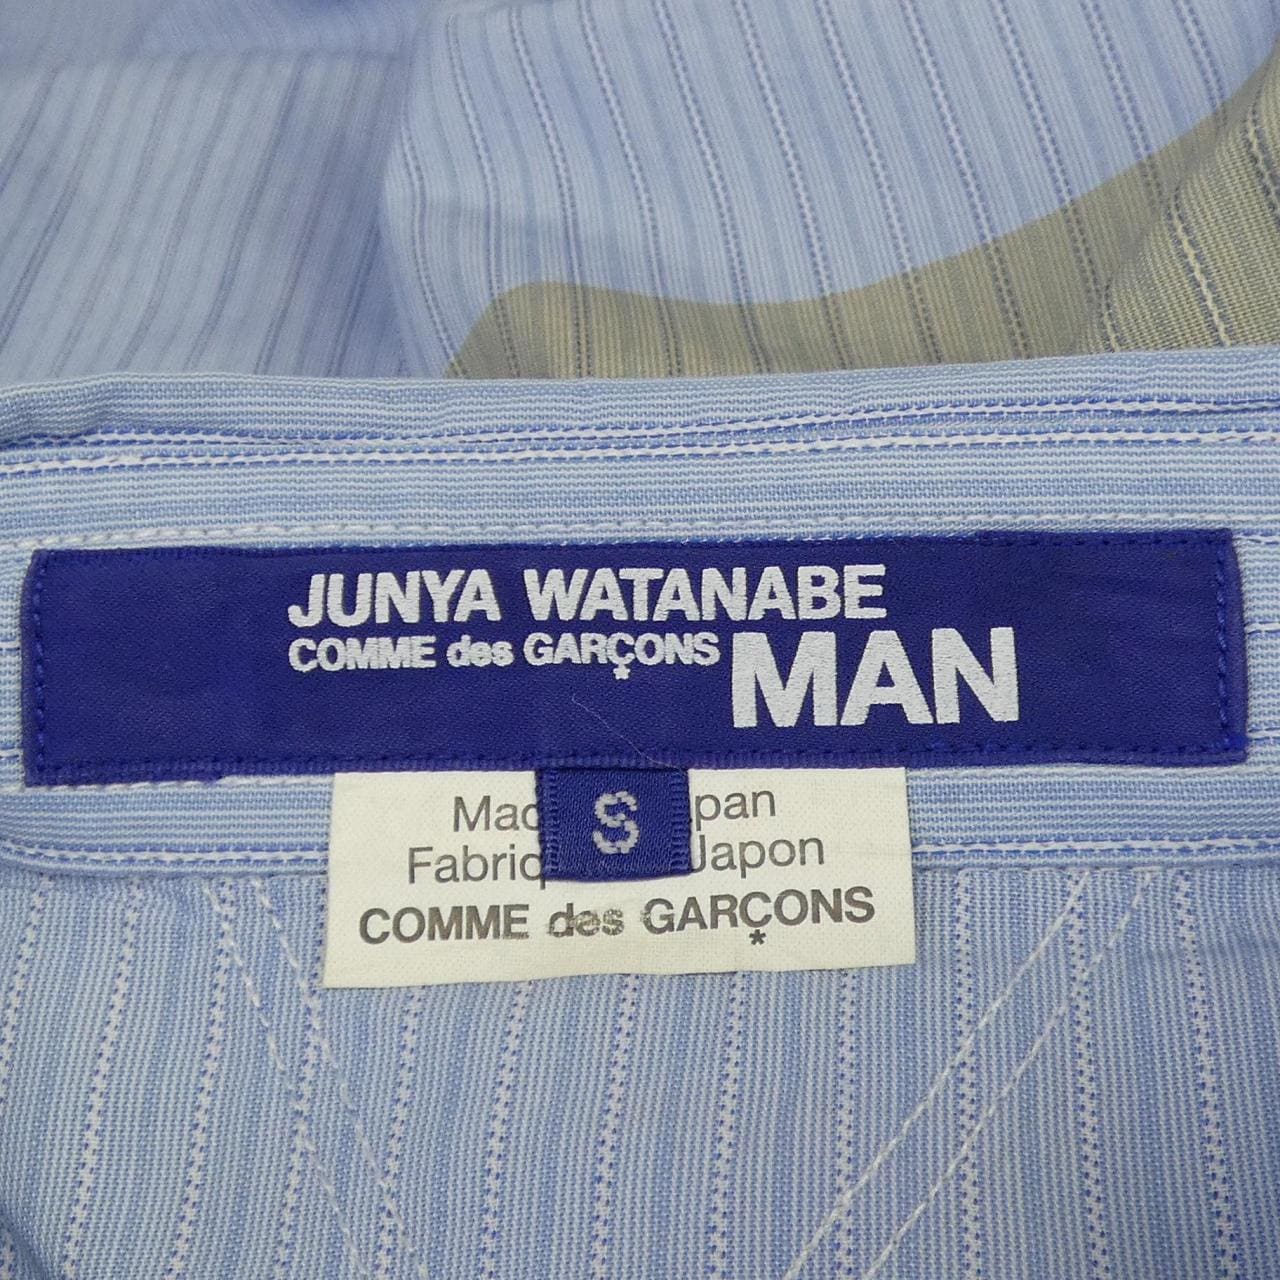 JUNYA WATANABE
COMME des GARÇONS MAN
S
Mac pan
Fabriq Japon
COMME des GARÇONS
*